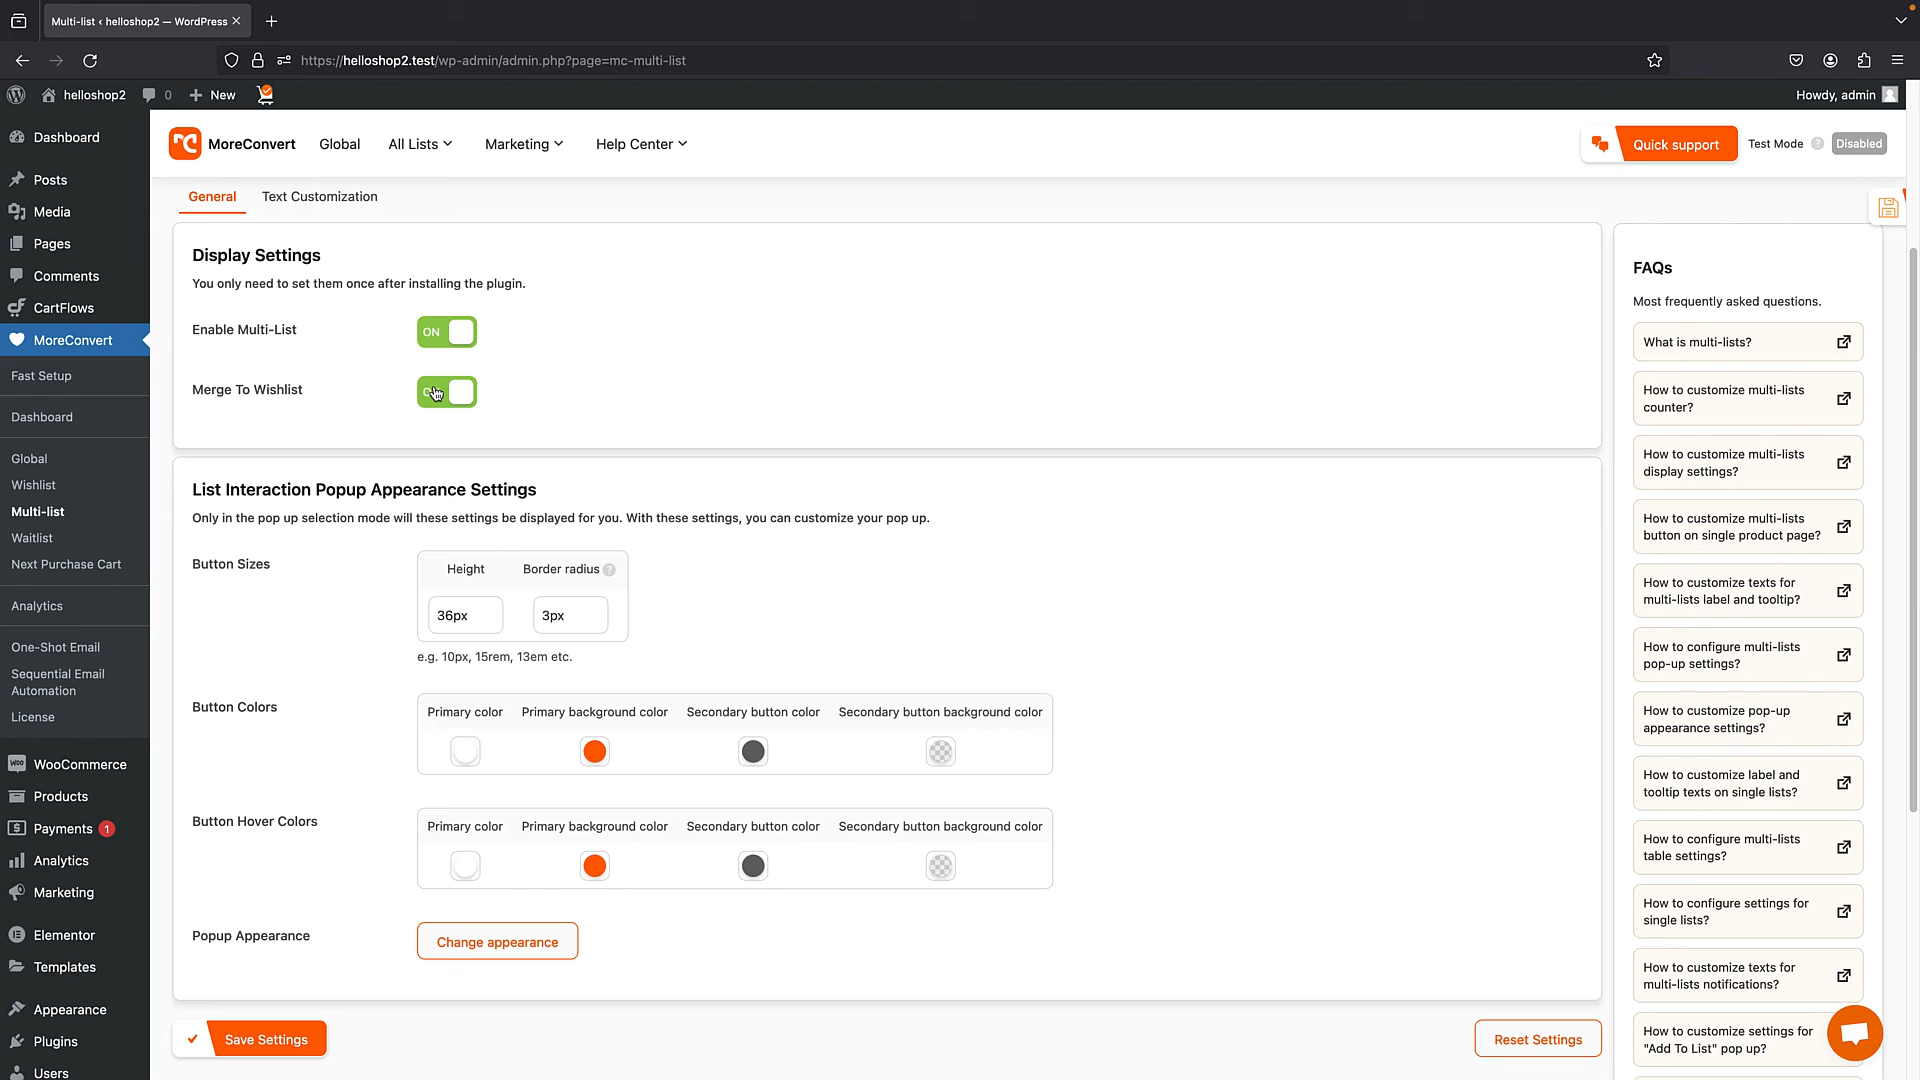 Multi-list ‹ helloshop2 — WordPress
https://helloshop2.test/wp-admin/admin.php?page=mc-multi-list
helloshop2
0
New
Howdy, admin
Dashboard
Posts
Media
Pages
Comments
CartFlows
MoreConvert
Fast Setup
Dashboard
Global
Wishlist
Multi-list
Waitlist
Next Purchase Cart
Analytics
One-Shot Email
Sequential Email
Automation
License
WooCommerce
Products
Payments 1
Analytics
Marketing
Elementor
Templates
Appearance
Plugins
Users
MoreConvert
Global
All Lists
Marketing
Help Center
Quick support
Test Mode
?
Disabled
General
Text Customization
Display Settings
You only need to set them once after installing the plugin.
Enable Multi-List
ON
Merge To Wishlist
List Interaction Popup Appearance Settings
Only in the pop up selection mode will these settings be displayed for you. With these settings, you can customize your pop up.
Button Sizes
Height
Border radius ?
36px
3px
e.g. 10px, 15rem, 13em etc.
Button Colors
Primary color
Primary background color
Secondary button color
Secondary button background color
Button Hover Colors
Primary color
Primary background color
Secondary button color
Secondary button background color
Popup Appearance
Change appearance
Save Settings
Reset Settings
FAQs
Most frequently asked questions.
What is multi-lists?
How to customize multi-lists
counter?
How to customize multi-lists
display settings?
How to customize multi-lists
button on single product page?
How to customize texts for
multi-lists label and tooltip?
How to configure multi-lists
pop-up settings?
How to customize pop-up
appearance settings?
How to customize label and
tooltip texts on single lists?
How to configure multi-lists
table settings?
How to configure settings for
single lists?
How to customize texts for
multi-lists notifications?
How to customize settings for
"Add To List" pop up?